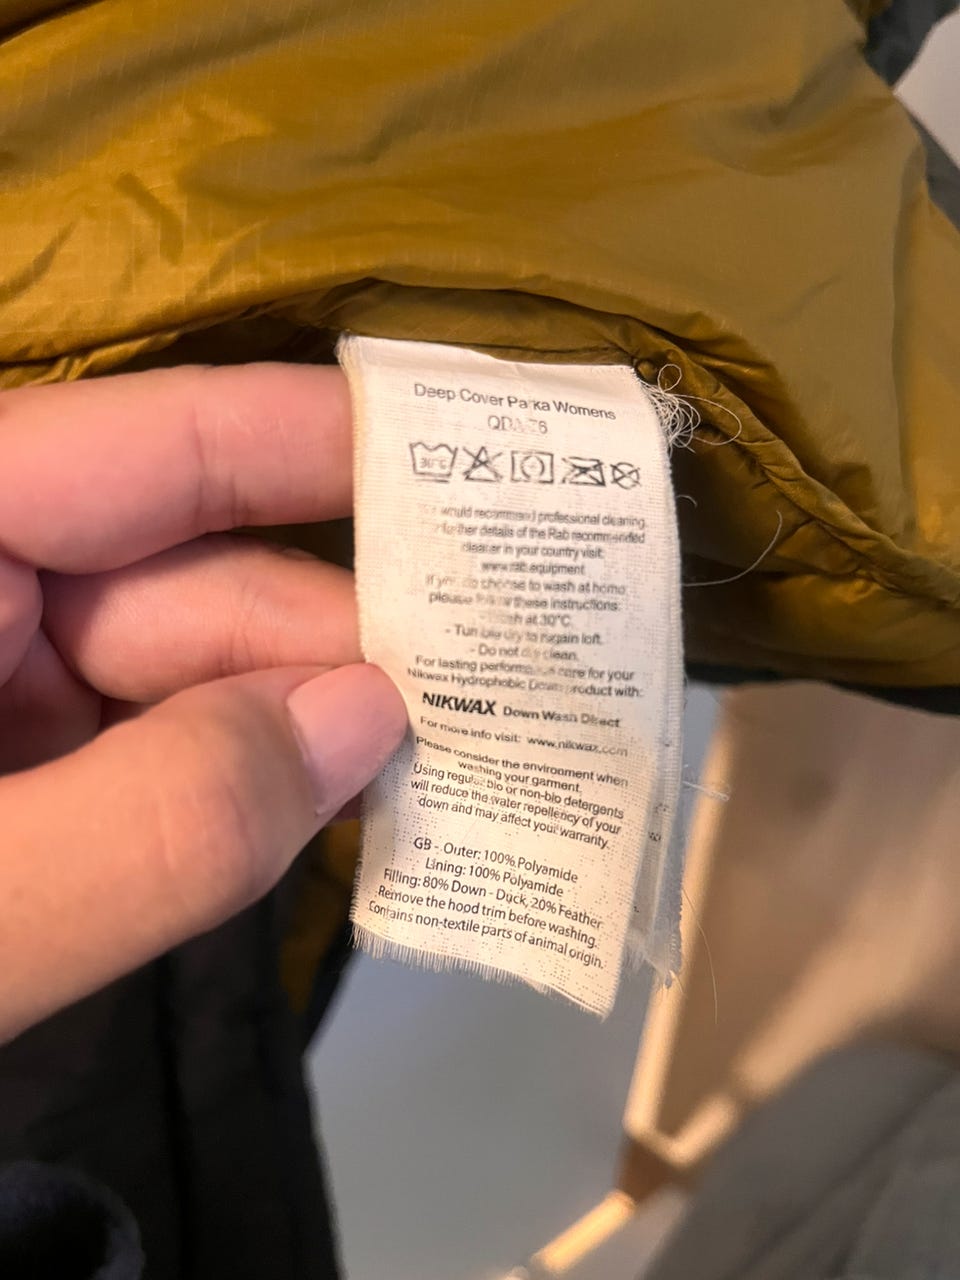 Deep Cover Parka Womens
30°C
would recommend professional cleaning.
further details of the Rab recommended
cleaner in your country visit:
www.rab.equipment
If you do choose to wash at home
please follow these instructions:
at 30°C.
- Tumble dry to regain loft.
- Do not dry clean.
For lasting performance care for your
Nikwax Hydrophobic Down product with:
NIKWAX Down Wash Direct
For more info visit: www.nikwax.com
Please consider the environment when
washing your garment.
Using regular bio or non-bio detergents
will reduce the water repellency of your
down and may affect your warranty.
GB - Outer: 100% Polyamide
Lining: 100% Polyamide
Filling: 80% Down - Duck, 20% Feather
Remove the hood trim before washing.
Contains non-textile parts of animal origin.